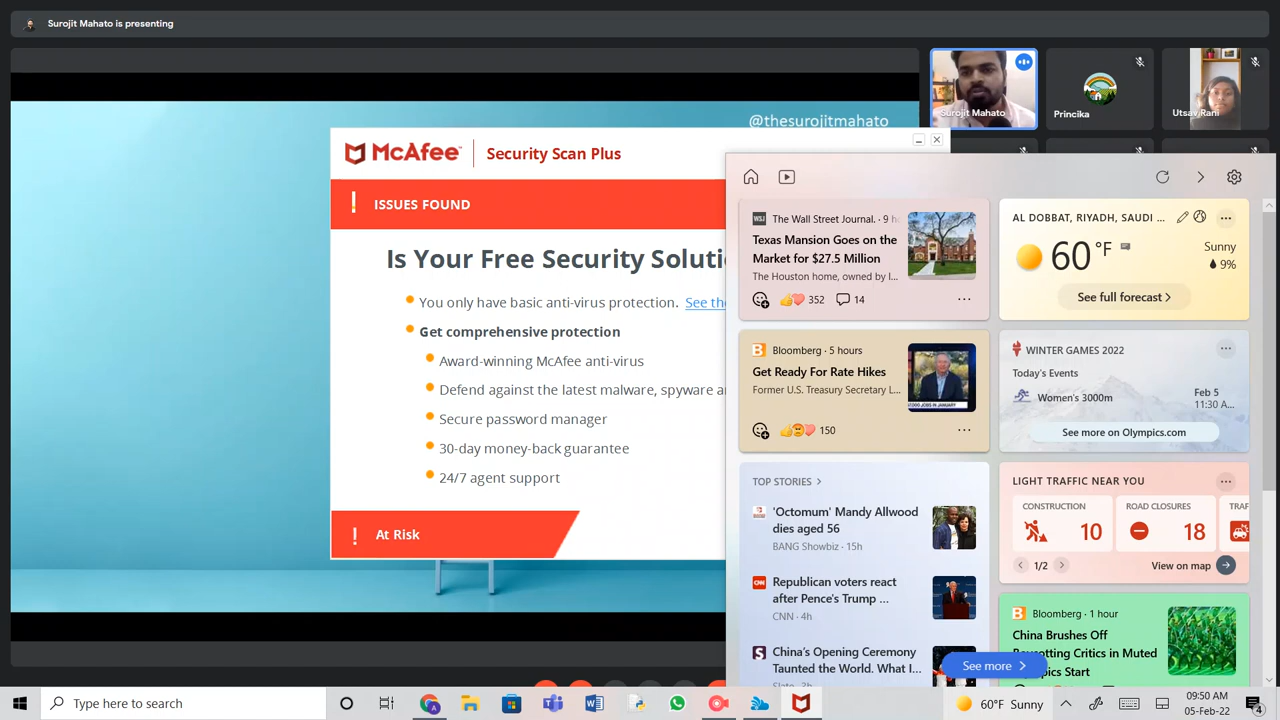 Surojit Mahato is presenting
@thesurojitmahato
Surojit Mahato
Princika
Utsav Rani
McAfee™ Security Scan Plus
ISSUES FOUND
Is Your Free Security Soluti
You only have basic anti-virus protection. See the
Get comprehensive protection
Award-winning McAfee anti-virus
Defend against the latest malware, spyware a
Secure password manager
30-day money-back guarantee
24/7 agent support
At Risk
The Wall Street Journal. · 9 h
Texas Mansion Goes on the
Market for $27.5 Million
The Houston home, owned by l...
352 14
Bloomberg · 5 hours
Get Ready For Rate Hikes
Former U.S. Treasury Secretary L...
150
TOP STORIES
'Octomum' Mandy Allwood
dies aged 56
BANG Showbiz · 15h
Republican voters react
after Pence's Trump ...
CNN · 4h
China's Opening Ceremony
Taunted the World. What I...
AL DOBBAT, RIYADH, SAUDI ...
60 °F
Sunny
9%
See full forecast
WINTER GAMES 2022
Today's Events
Women's 3000m
Feb 5
11:30 A...
See more on Olympics.com
LIGHT TRAFFIC NEAR YOU
CONSTRUCTION
10
ROAD CLOSURES
18
TRAF
1/2
View on map
Bloomberg · 1 hour
China Brushes Off
Boycotting Critics in Muted
Olympics Start
See more
Type here to search
60°F Sunny
09:50 AM
05-Feb-22
4